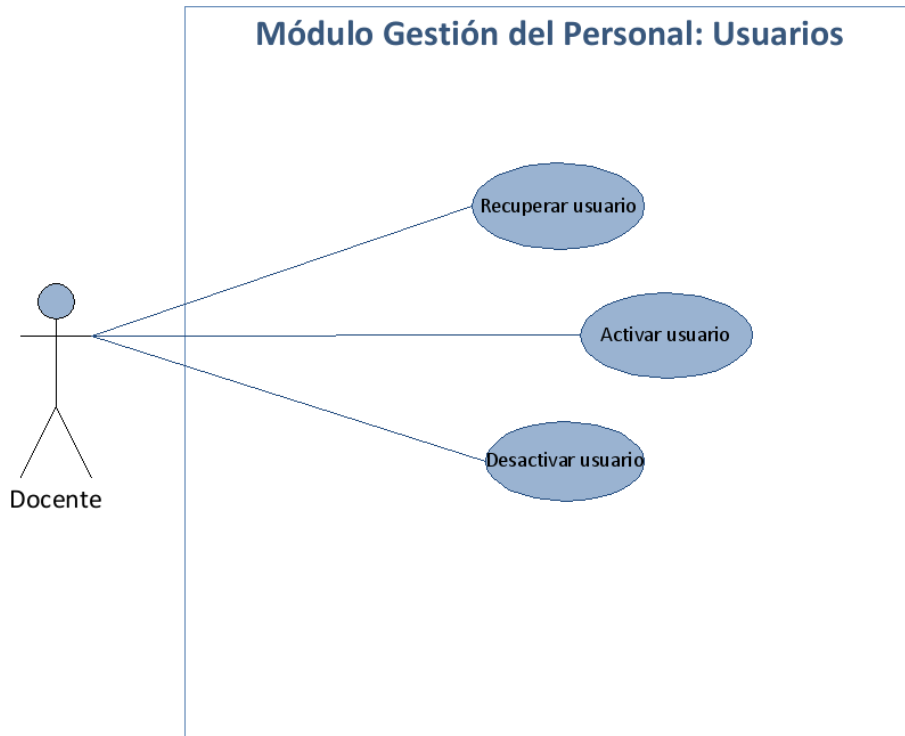 Módulo Gestión del Personal: Usuarios
Recuperar usuario
Activar usuario
Desactivar usuario
Docente